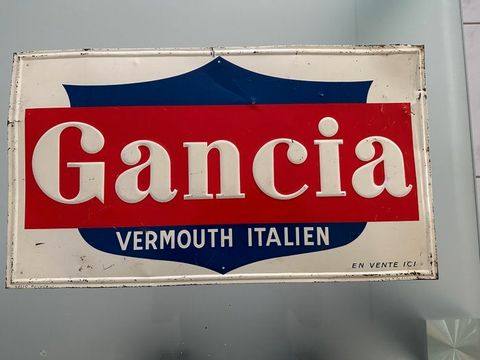 Gancia
VERMOUTH ITALIEN
EN VENTE ICI